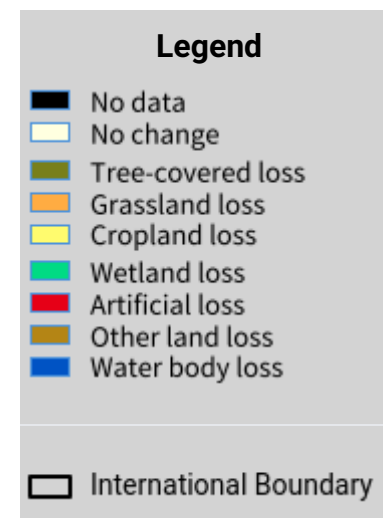 Legend
No data
No change
Tree-covered loss
Grassland loss
Cropland loss
Wetland loss
Artificial loss
Other land loss
Water body loss
International Boundary